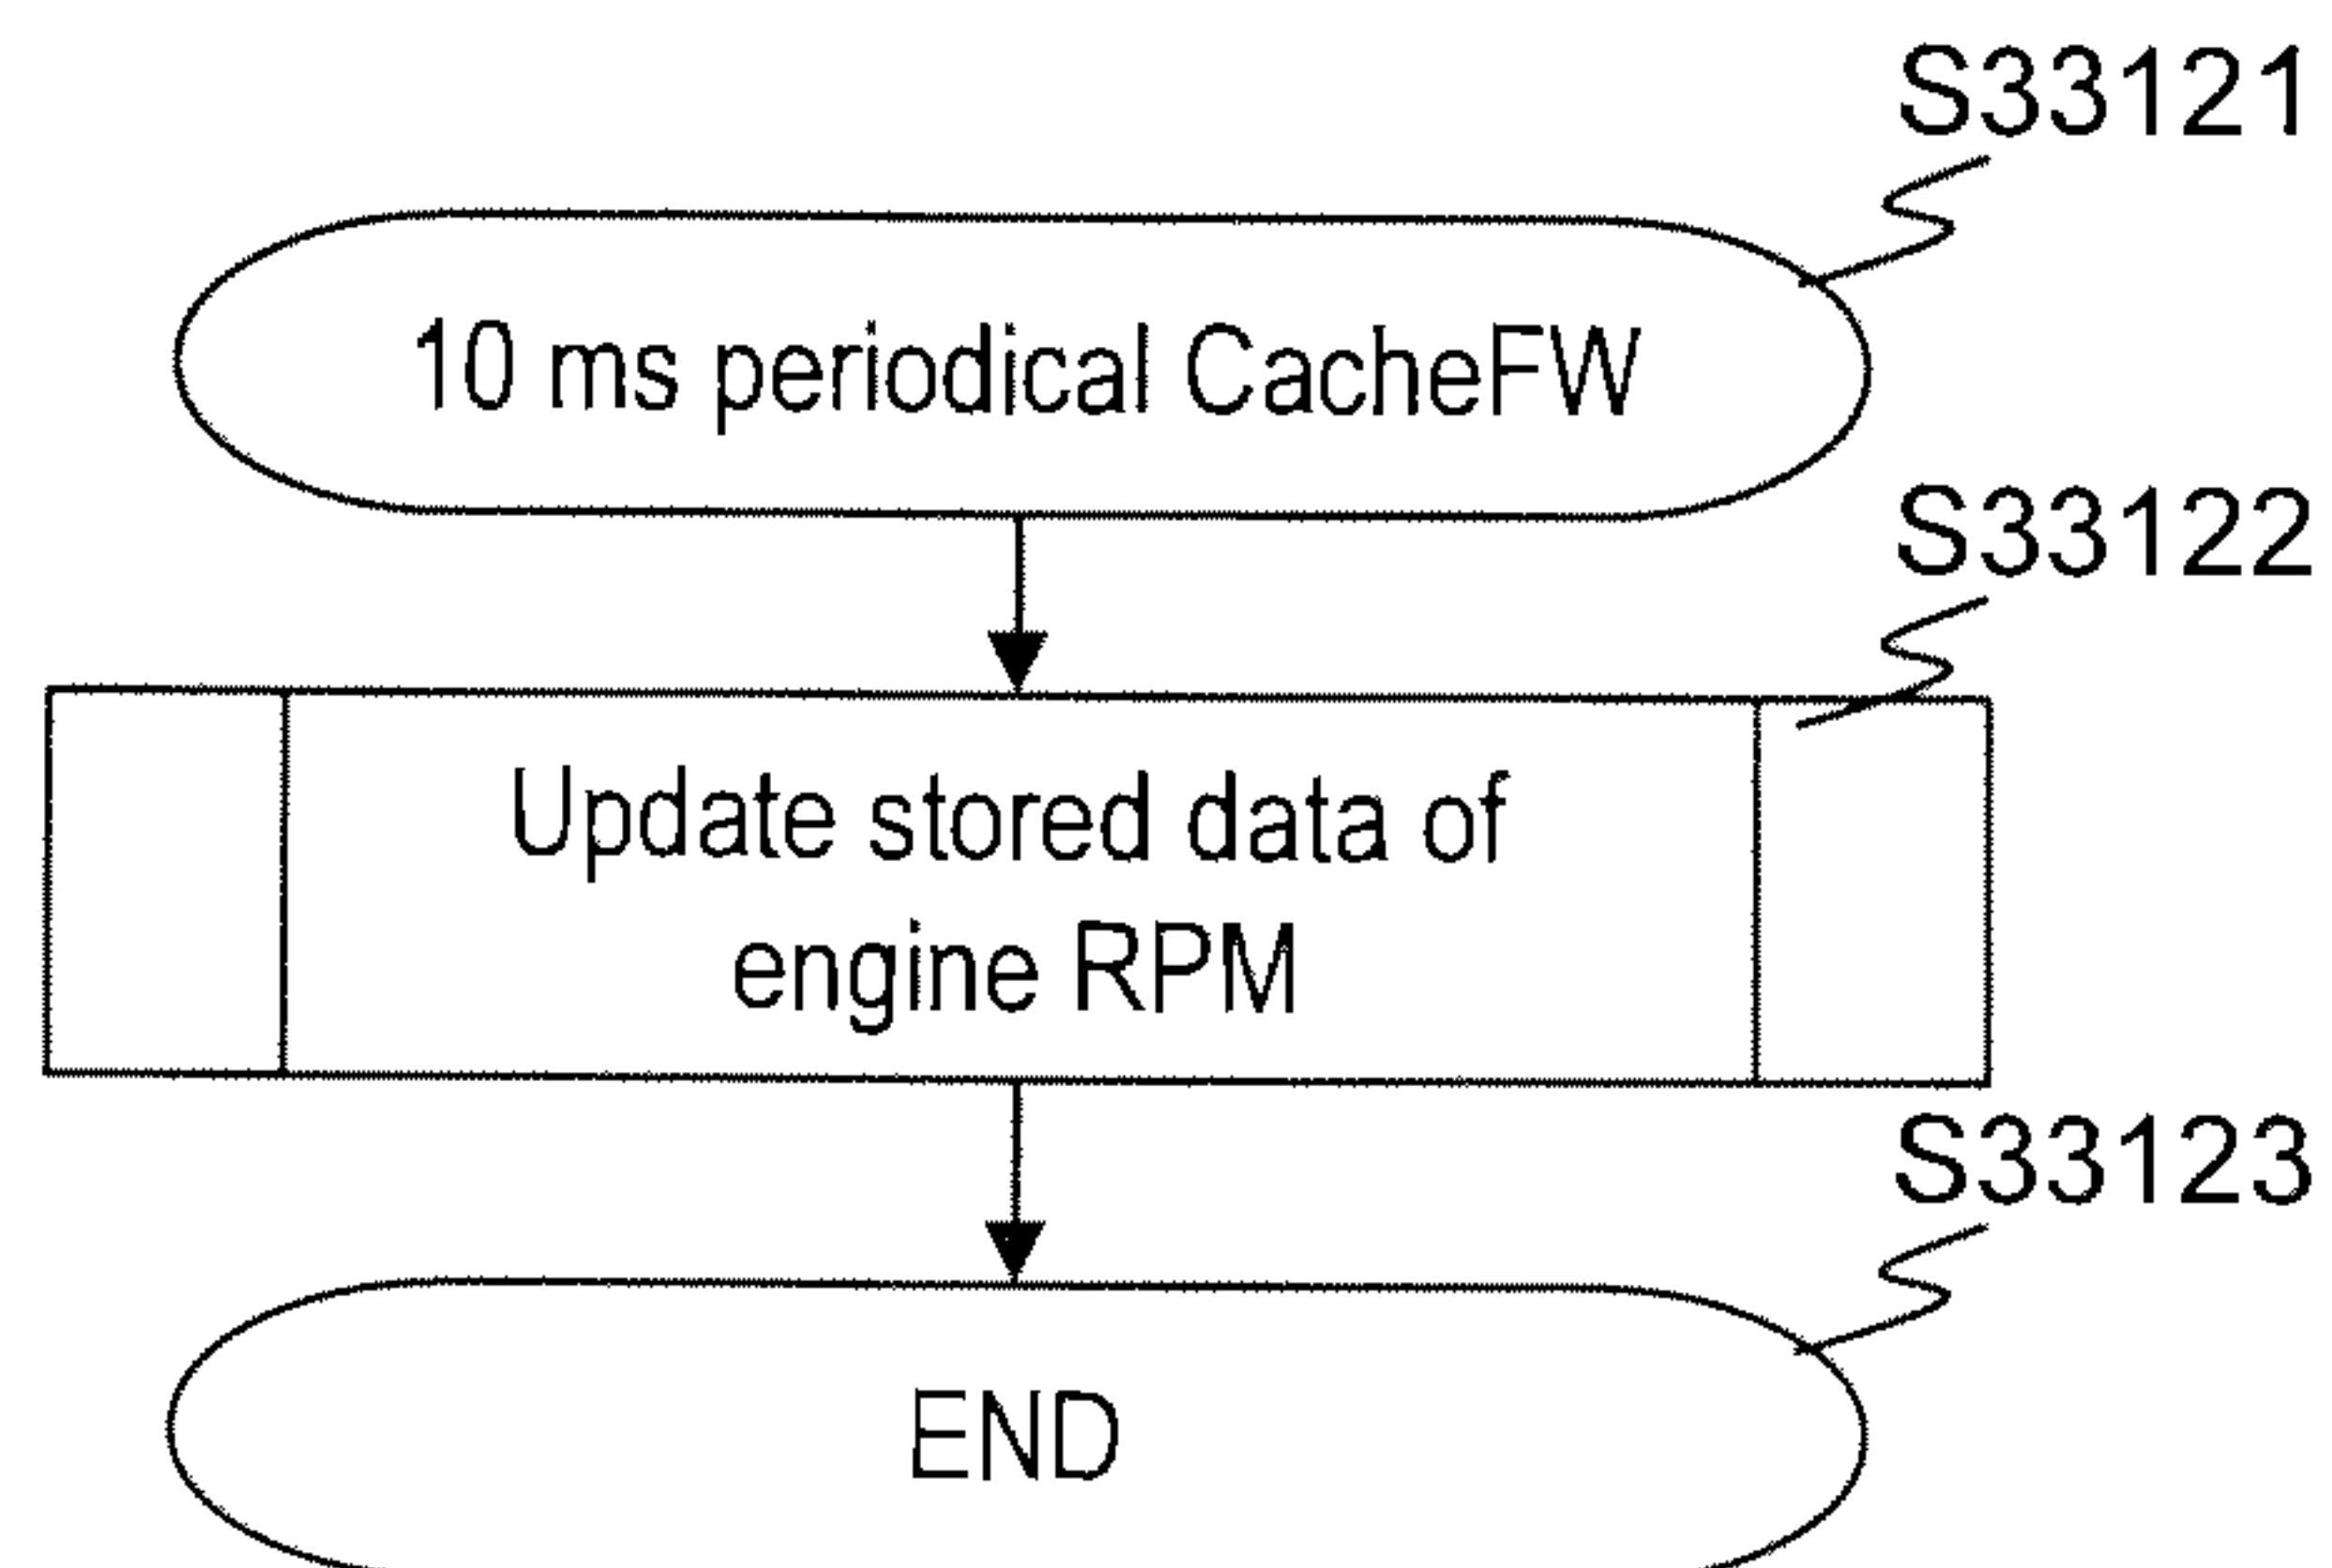 S33121
10 ms periodical CacheFW
S33122
Update stored data of
engine RPM
S33123
END